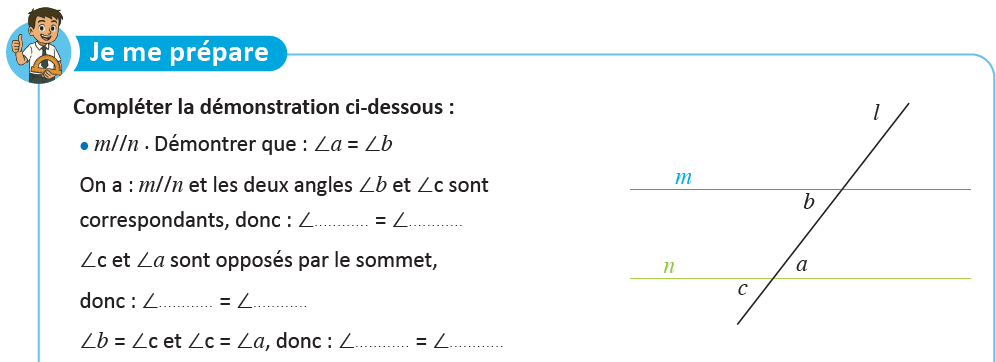 Je me prépare
Compléter la démonstration ci-dessous :
• m//n . Démontrer que : ∠a = ∠b
On a : m//n et les deux angles ∠b et ∠c sont
correspondants, donc : ∠............ = ∠............
∠c et ∠a sont opposés par le sommet,
donc : ∠............ = ∠............
∠b = ∠c et ∠c = ∠a, donc : ∠............ = ∠............
l
m
b
n
a
c